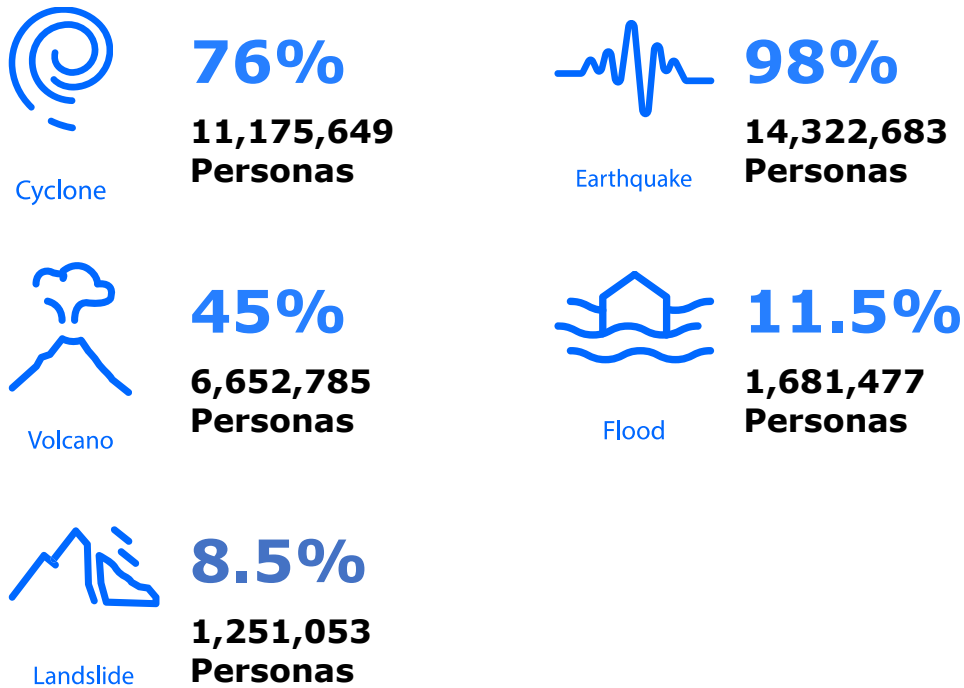 76%
11,175,649
Personas
Cyclone
98%
14,322,683
Personas
Earthquake
45%
6,652,785
Personas
Volcano
11.5%
1,681,477
Personas
Flood
8.5%
1,251,053
Personas
Landslide